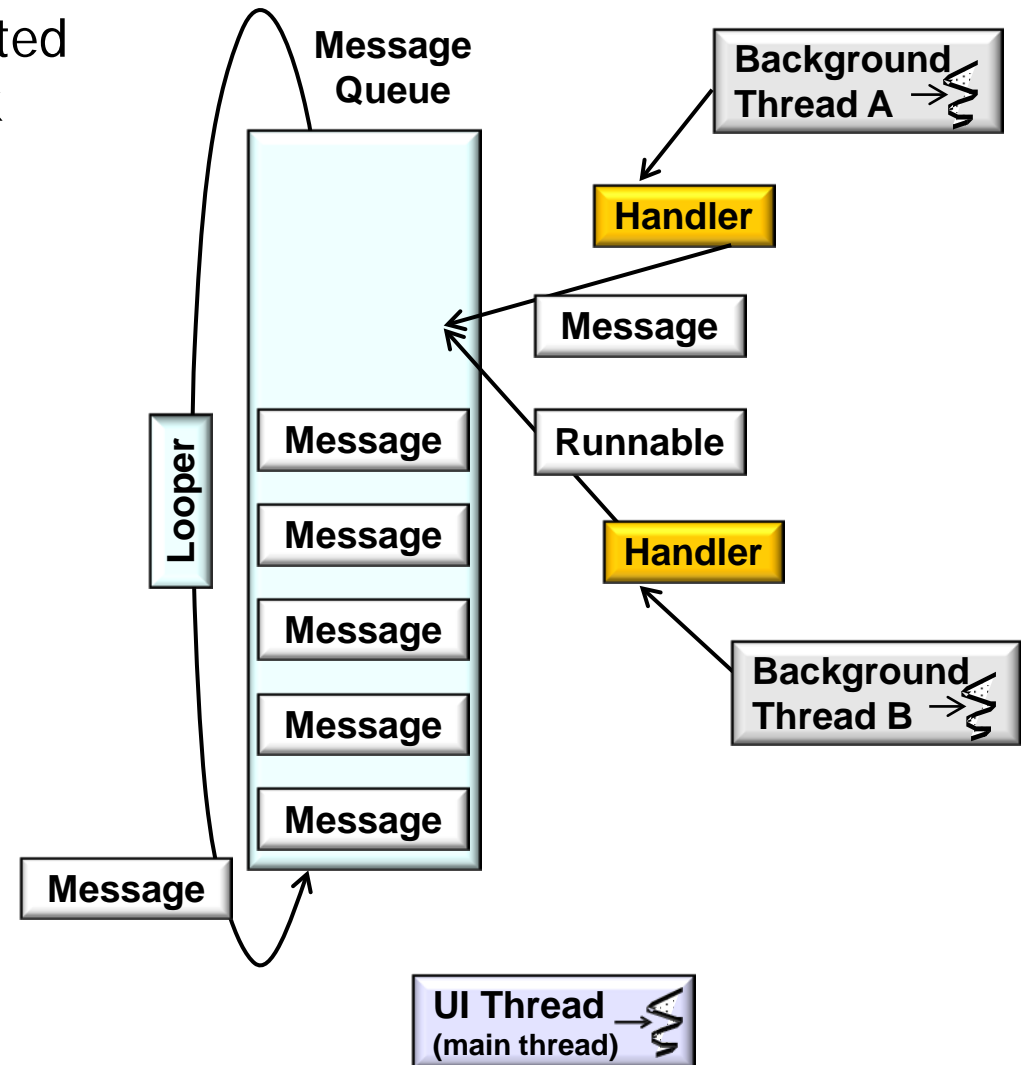 ted
Message
Queue
Background
Thread A
Handler
Message
Message
Runnable
Looper
Message
Handler
Message
Background
Thread B
Message
Message
Message
UI Thread
(main thread)